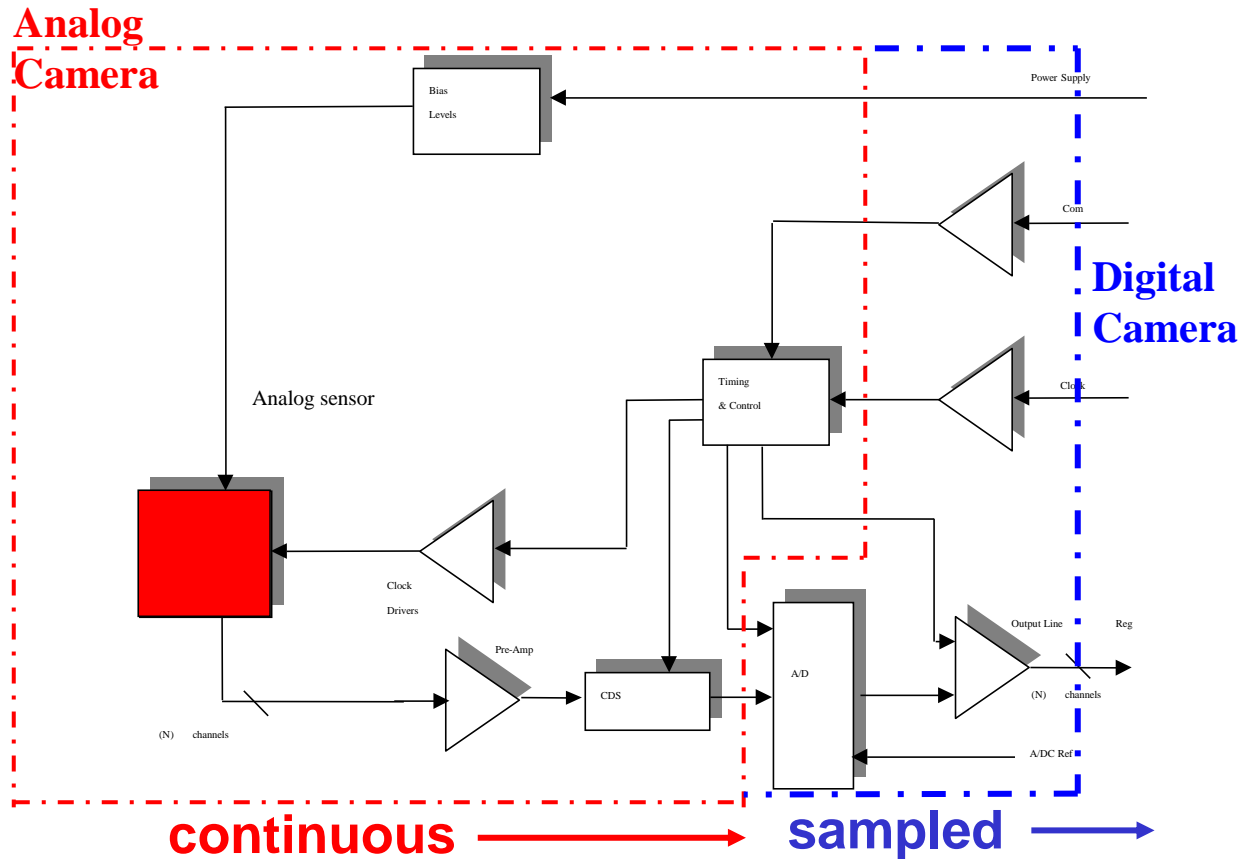 Analog
Camera
Power Supply
Bias
Levels
Com
Digital
Camera
Timing
& Control
Clock
Analog sensor
Clock
Drivers
Pre-Amp
Output Line
Reg
A/D
CDS
(N) channels
(N) channels
A/DC Ref
continuous
sampled